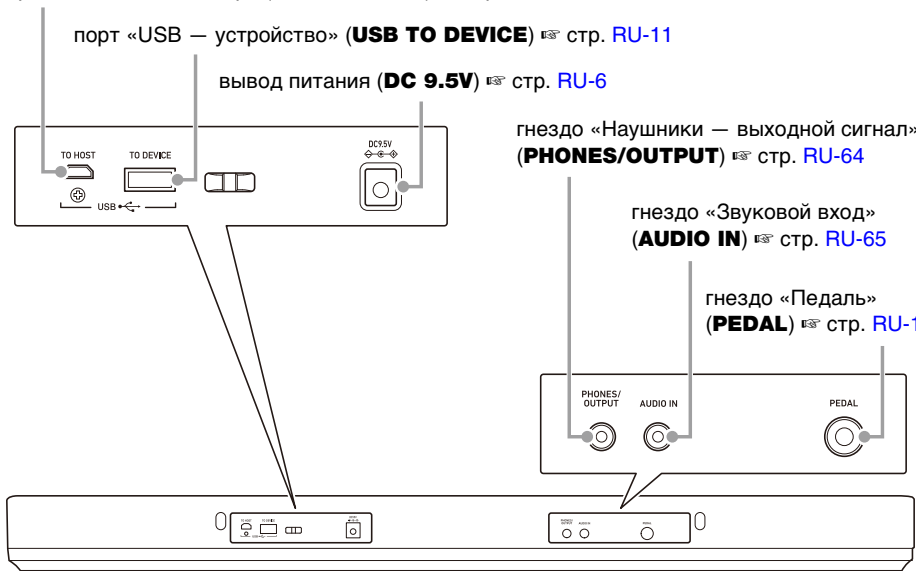 порт «USB — устройство» (USB TO DEVICE) ☞ стр. RU-11
вывод питания (DC 9.5V) ☞ стр. RU-6
гнездо «Наушники — выходной сигнал»
(PHONES/OUTPUT) ☞ стр. RU-64
гнездо «Звуковой вход»
(AUDIO IN) ☞ стр. RU-65
гнездо «Педаль»
(PEDAL) ☞ стр. RU-1
TO HOST
TO DEVICE
DC9.5V
USB
PHONES/
OUTPUT
AUDIO IN
PEDAL